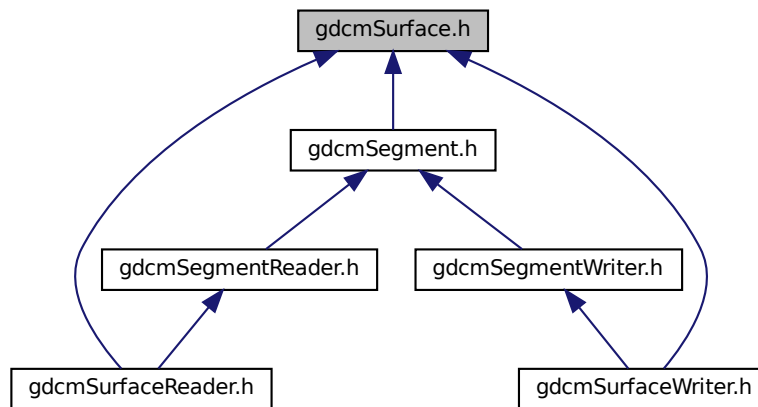 gdcmSurface.h
gdcmSegment.h
gdcmSegmentReader.h
gdcmSegmentWriter.h
gdcmSurfaceReader.h
gdcmSurfaceWriter.h